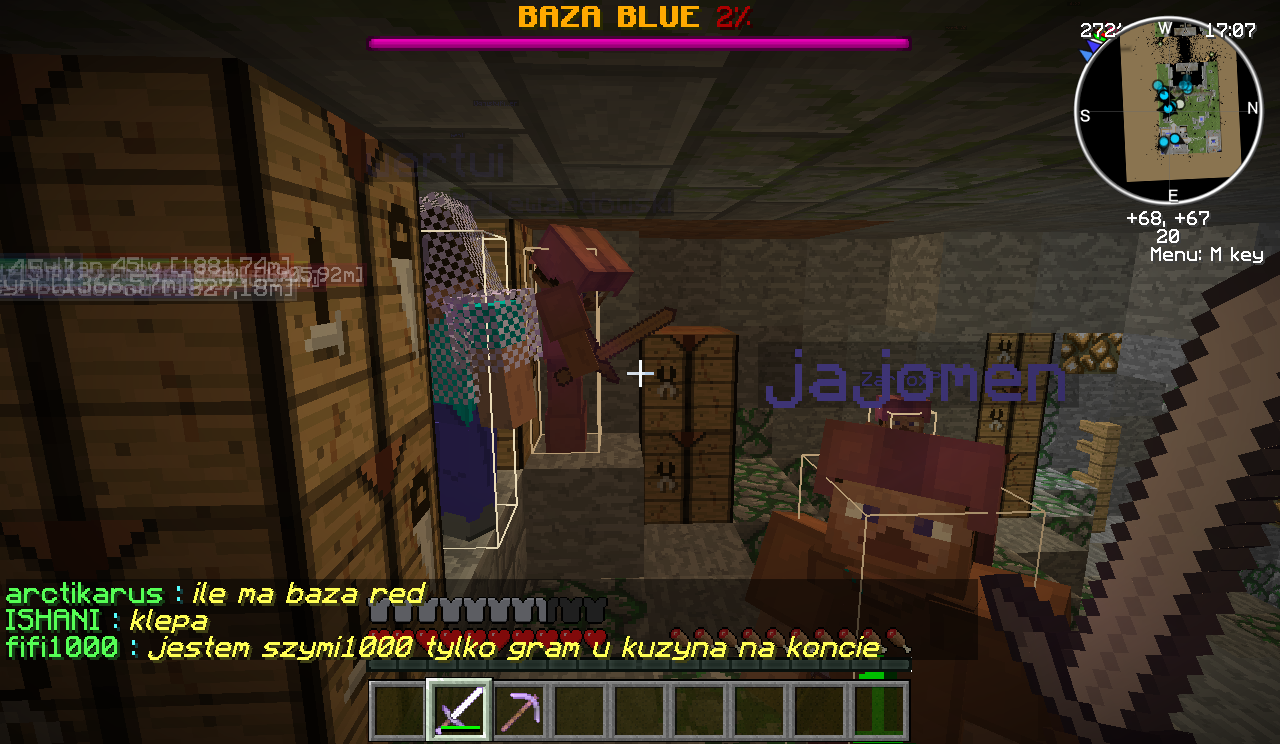 BAZA BLUE 2%
272° W 17:07
S
N
E
+68, +67
20
Menu: M key
jajomen
arctikarus : ile ma baza red
ISHANI : klepa
fifi1000 : jestem szymi1000 tylko gram u kuzyna na koncie